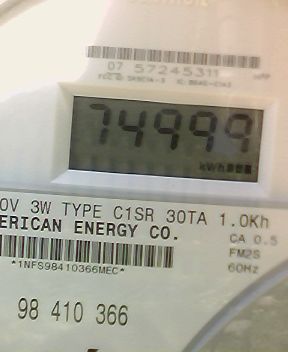 07 57245311
74999
kWh
0V 3W TYPE C1SR 30TA 1.0Kh
ERICAN ENERGY CO.
CA 0.5
FM2S
60Hz
*1NFS98410366MEC*
98 410 366